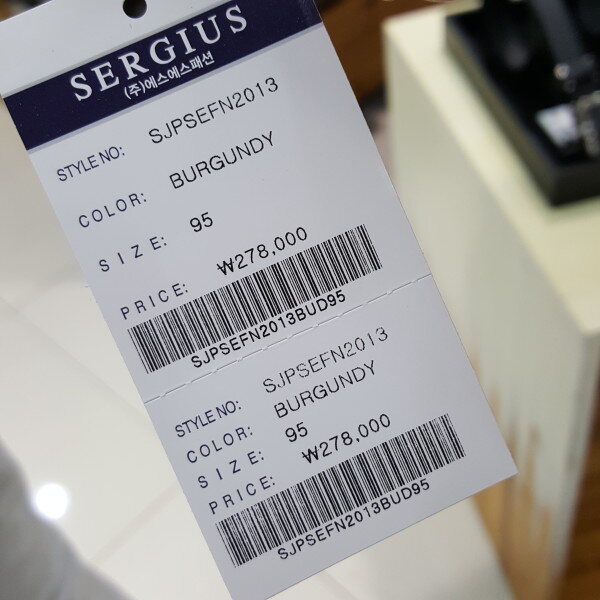 SERGIUS
(주)에스에스패션
STYLE NO: SJPSEFN2013
COLOR: BURGUNDY
SIZE: 95
PRICE: ₩278,000
SJPSEFN2013BUD95
STYLE NO: SJPSEFN2013
COLOR: BURGUNDY
SIZE: 95
PRICE: ₩278,000
SJPSEFN2013BUD95